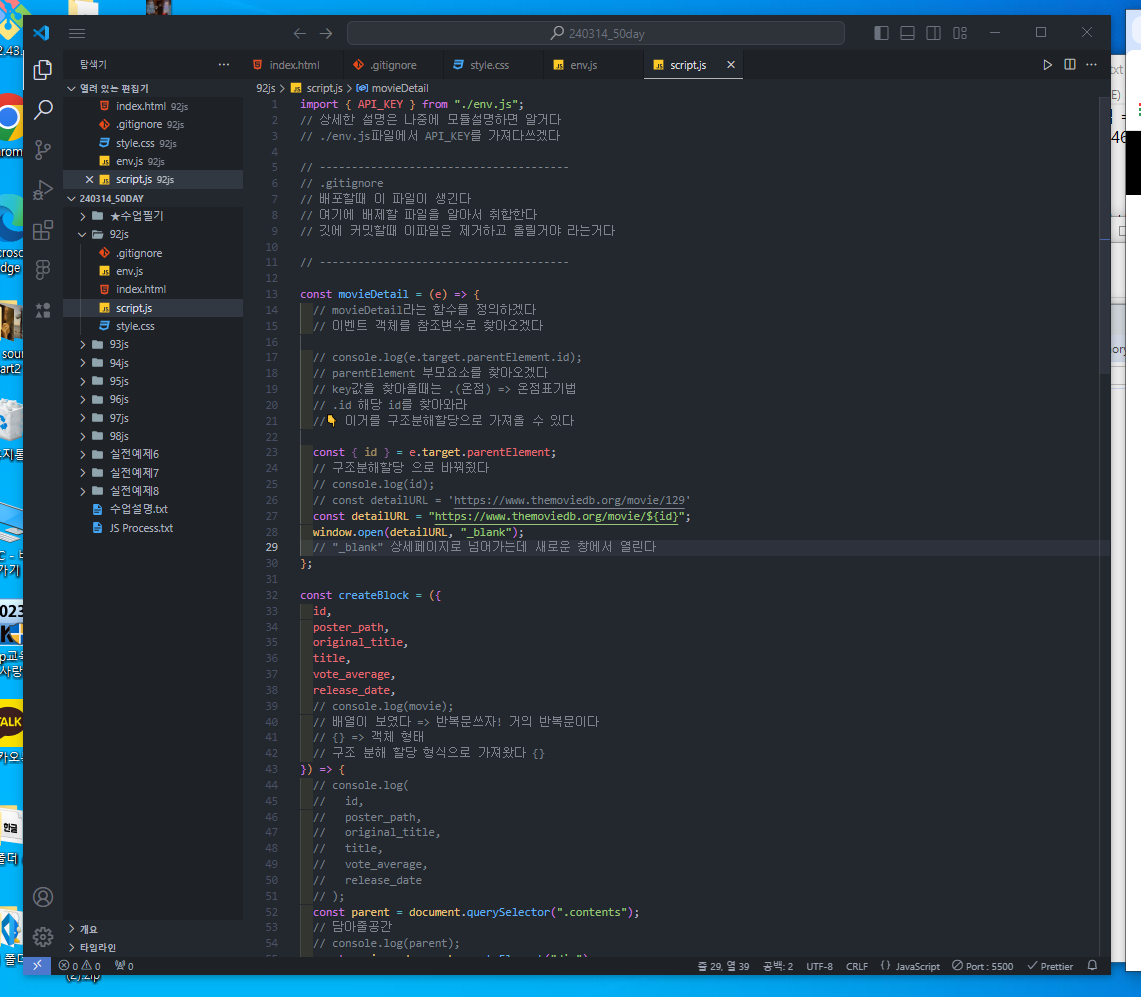 240314_50day
탐색기
열려 있는 편집기
index.html 92js
.gitignore 92js
style.css 92js
env.js 92js
script.js 92js
240314_50DAY
★수업필기
92js
.gitignore
env.js
index.html
script.js
style.css
93js
94js
95js
96js
97js
98js
실전예제6
실전예제7
실전예제8
수업설명.txt
JS Process.txt
개요
타임라인
index.html
.gitignore
style.css
env.js
script.js
92js > script.js > movieDetail
1 import { API_KEY } from "./env.js";
2 // 상세한 설명은 나중에 모듈설명하면 알거다
3 // ./env.js파일에서 API_KEY를 가져다쓰겠다
4
5 // ---------------------------------------
6 // .gitignore
7 // 배포할때 이 파일이 생긴다
8 // 여기에 배제할 파일을 알아서 취합한다
9 // 깃에 커밋할때 이파일은 제거하고 올릴거야 라는거다
10
11 // ---------------------------------------
12
13 const movieDetail = (e) => {
14 // movieDetail라는 함수를 정의하겠다
15 // 이벤트 객체를 참조변수로 찾아오겠다
16
17 // console.log(e.target.parentElement.id);
18 // parentElement 부모요소를 찾아오겠다
19 // key값을 찾아올때는 .(온점) => 온점표기법
20 // .id 해당 id를 찾아와라
21 //👇 이거를 구조분해할당으로 가져올 수 있다
22
23 const { id } = e.target.parentElement;
24 // 구조분해할당 으로 바꿔줬다
25 // console.log(id);
26 // const detailURL = 'https://www.themoviedb.org/movie/129'
27 const detailURL = "https://www.themoviedb.org/movie/${id}";
28 window.open(detailURL, "_blank");
29 // "_blank" 상세페이지로 넘어가는데 새로운 창에서 열린다
30 };
31
32 const createBlock = ({
33 id,
34 poster_path,
35 original_title,
36 title,
37 vote_average,
38 release_date,
39 // console.log(movie);
40 // 배열이 보였다 => 반복문쓰자! 거의 반복문이다
41 // {} => 객체 형태
42 // 구조 분해 할당 형식으로 가져왔다 {}
43 }) => {
44 // console.log(
45 // id,
46 // poster_path,
47 // original_title,
48 // title,
49 // vote_average,
50 // release_date
51 // );
52 const parent = document.querySelector(".contents");
53 // 담아줄공간
54 // console.log(parent);
0 0 0
줄 29, 열 39 공백: 2 UTF-8 CRLF {} JavaScript Port : 5500 Prettier